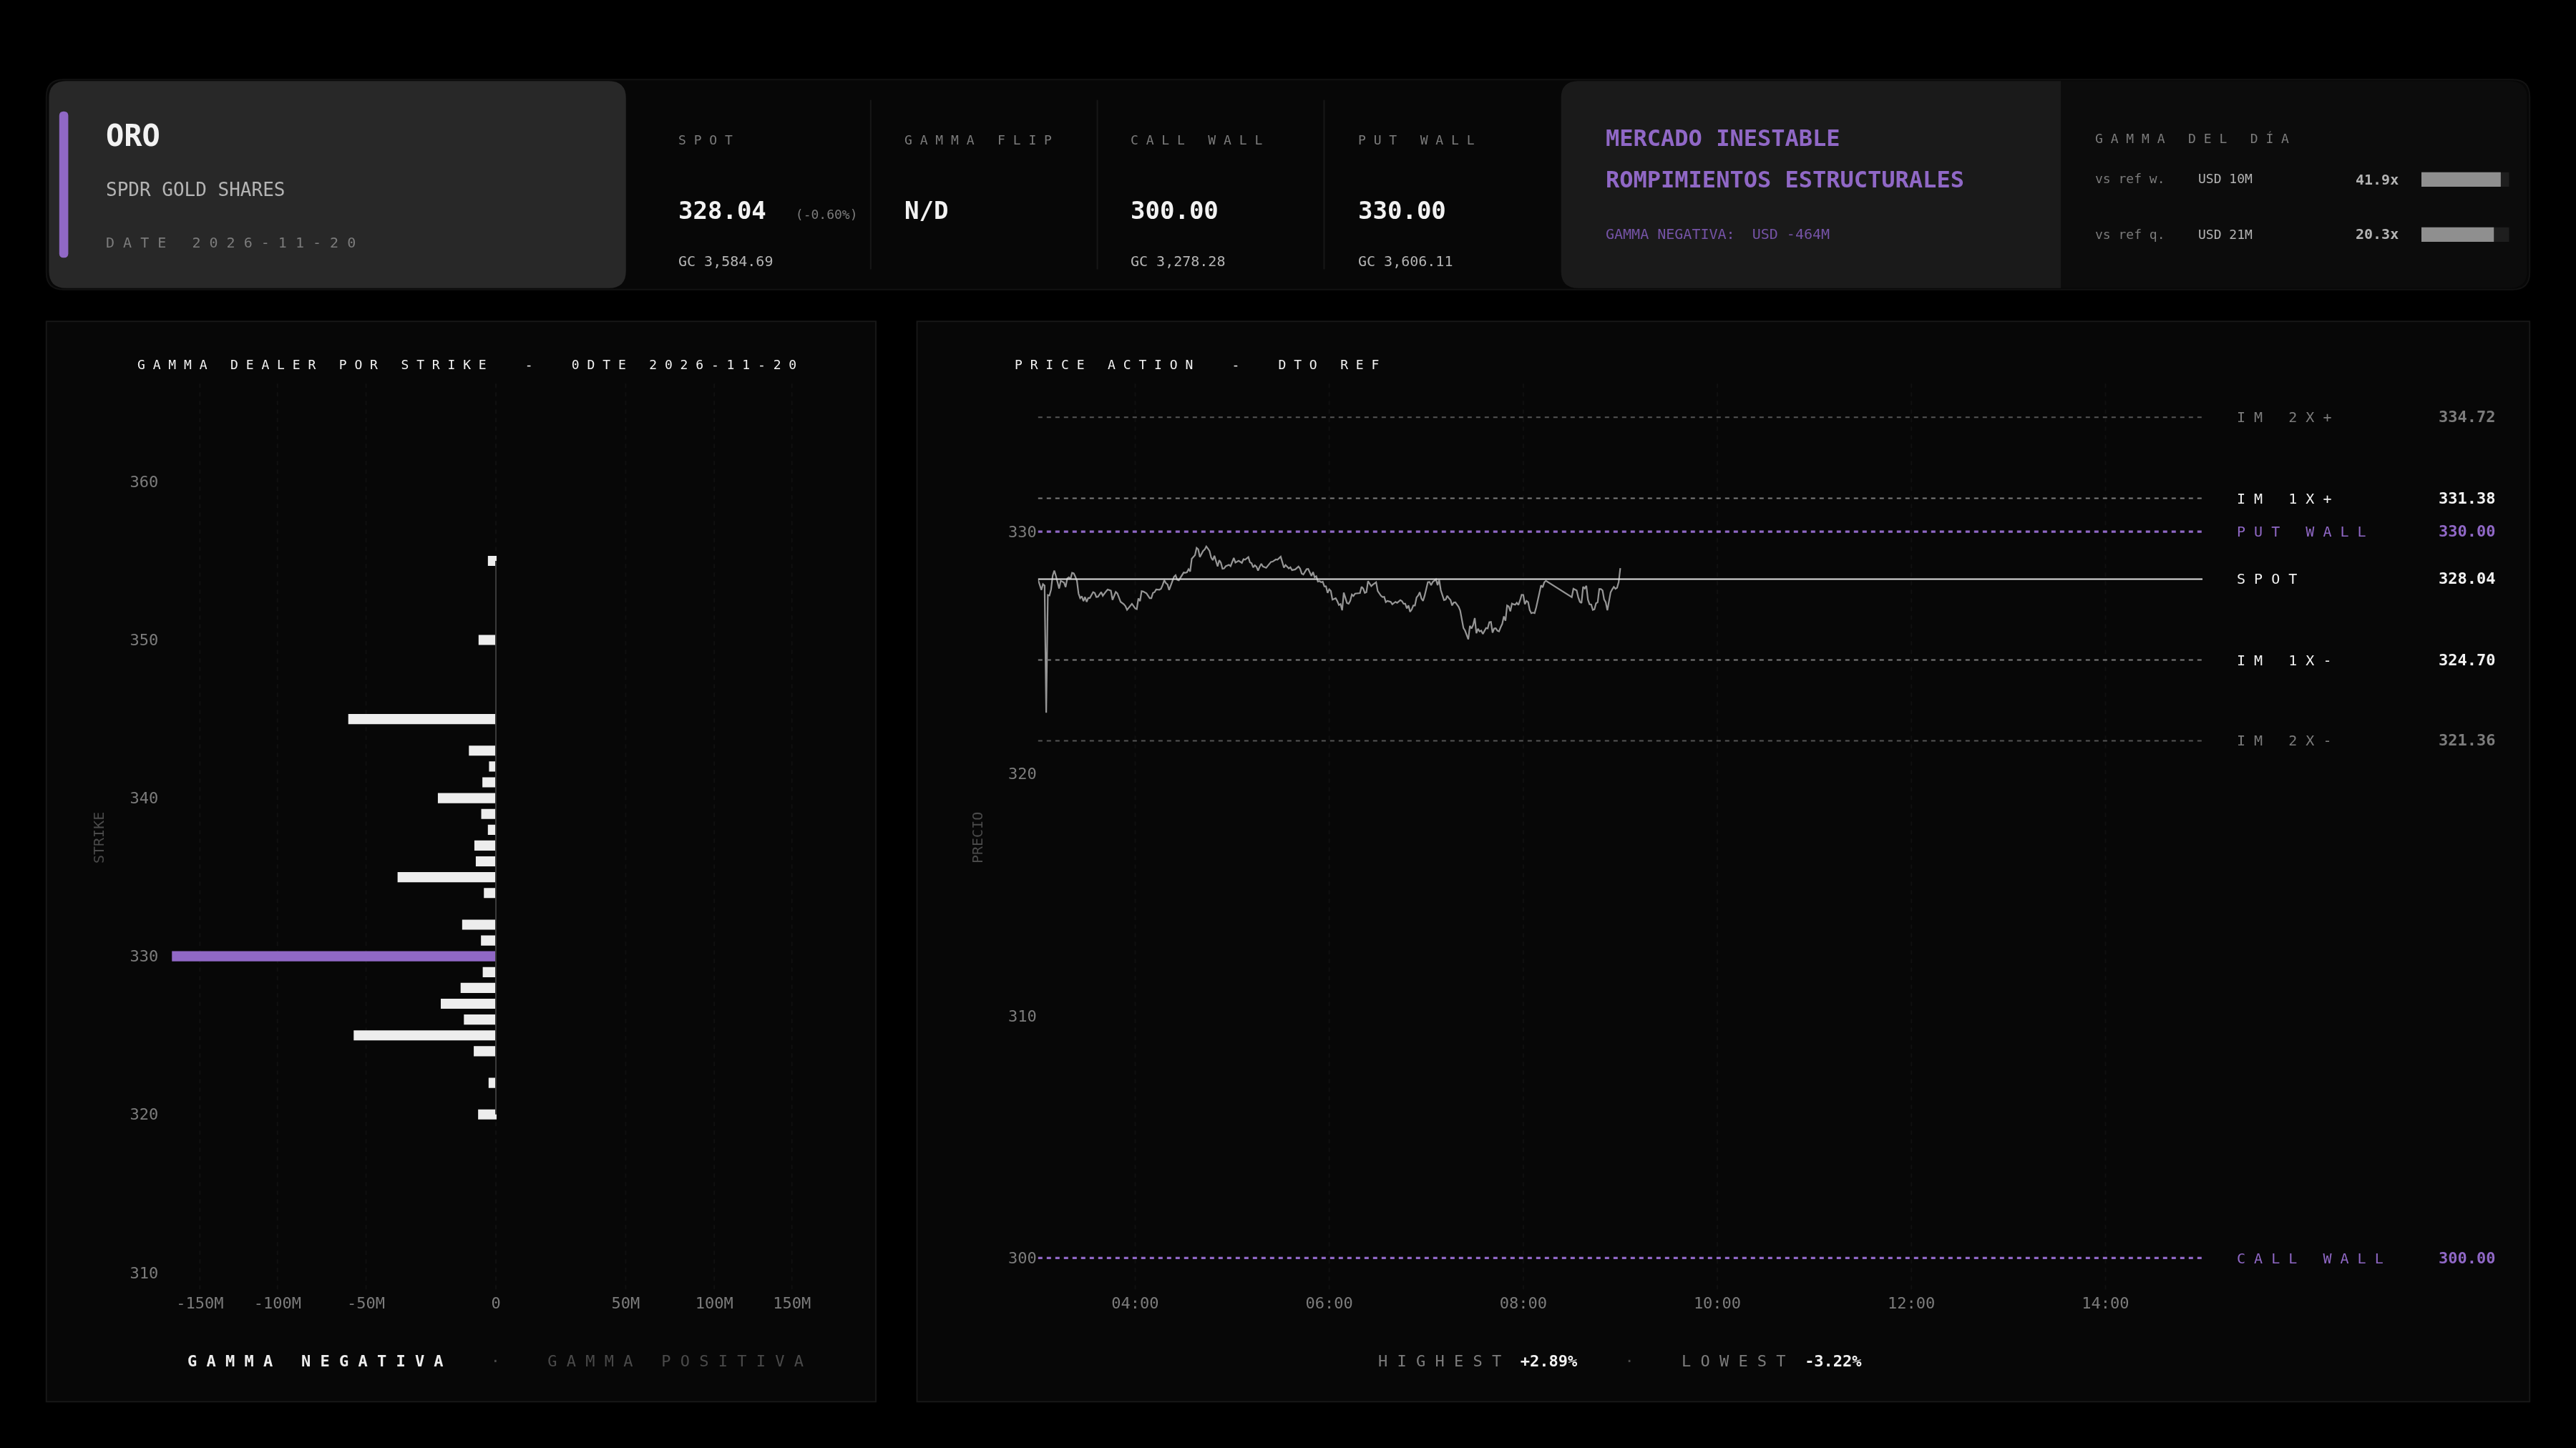 ORO
SPDR GOLD SHARES
DATE 2026-11-20
SPOT
328.04 (-0.60%)
GC 3,584.69
GAMMA FLIP
N/D
CALL WALL
300.00
GC 3,278.28
PUT WALL
330.00
GC 3,606.11
MERCADO INESTABLE
ROMPIMIENTOS ESTRUCTURALES
GAMMA NEGATIVA: USD -464M
GAMMA DEL DÍA
vs ref w. USD 10M 41.9x
vs ref q. USD 21M 20.3x
GAMMA DEALER POR STRIKE - 0DTE 2026-11-20
STRIKE
360
350
340
330
320
310
-150M -100M -50M 0 50M 100M 150M
GAMMA NEGATIVA · GAMMA POSITIVA
PRICE ACTION - DTO REF
PRECIO
330
320
310
300
IM 2X+ 334.72
IM 1X+ 331.38
PUT WALL 330.00
SPOT 328.04
IM 1X- 324.70
IM 2X- 321.36
CALL WALL 300.00
04:00 06:00 08:00 10:00 12:00 14:00
HIGHEST +2.89% · LOWEST -3.22%